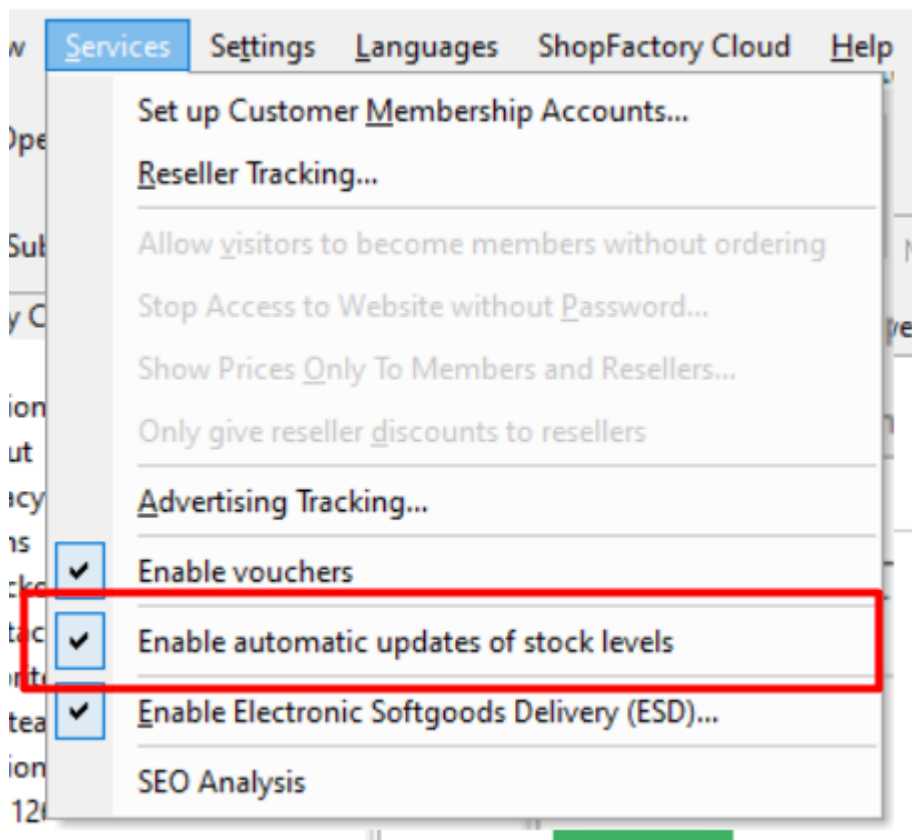 Services Settings Languages ShopFactory Cloud Help
Set up Customer Membership Accounts...
Reseller Tracking...
Allow visitors to become members without ordering
Stop Access to Website without Password...
Show Prices Only To Members and Resellers...
Only give reseller discounts to resellers
Advertising Tracking...
Enable vouchers
Enable automatic updates of stock levels
Enable Electronic Softgoods Delivery (ESD)...
SEO Analysis